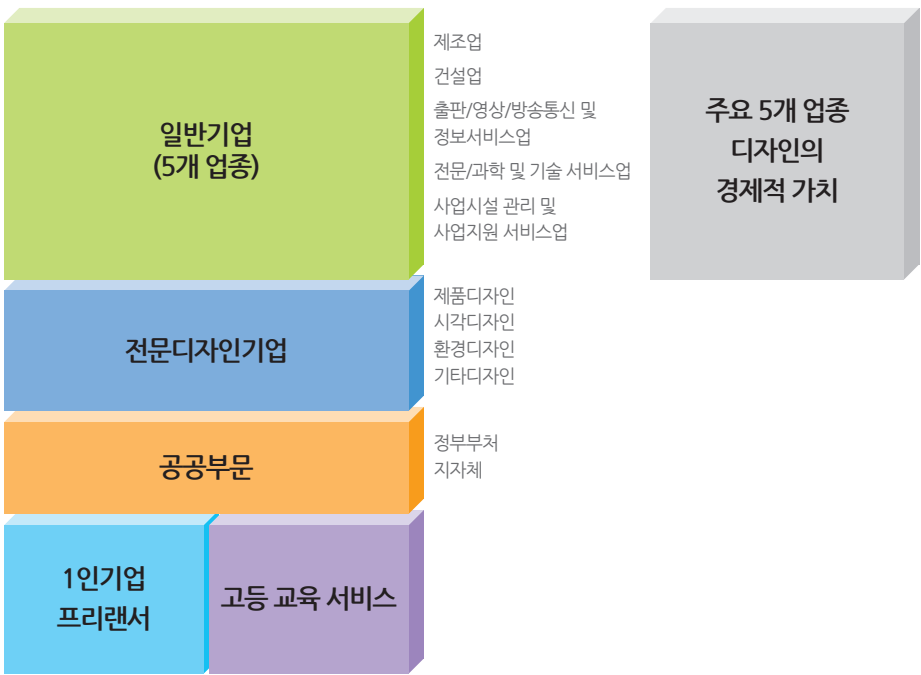 일반기업
(5개 업종)
제조업
건설업
출판/영상/방송통신 및
정보서비스업
전문/과학 및 기술 서비스업
사업시설 관리 및
사업지원 서비스업
주요 5개 업종
디자인의
경제적 가치
전문디자인기업
제품디자인
시각디자인
환경디자인
기타디자인
공공부문
정부부처
지자체
1인기업
프리랜서
고등 교육 서비스